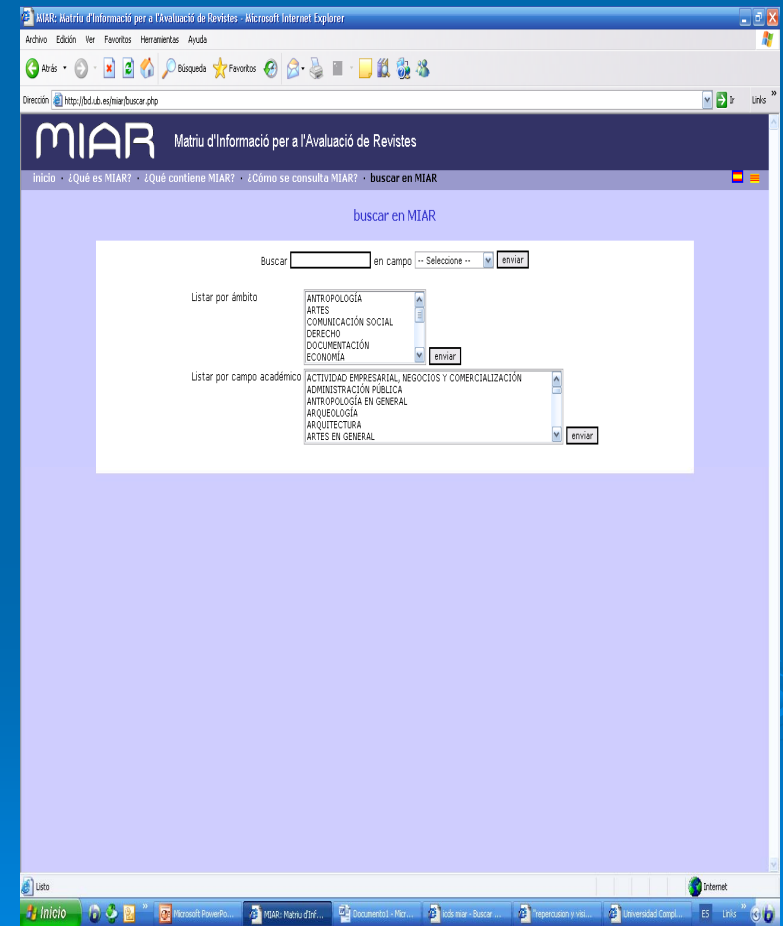 MIAR: Matriu d'Informació per a l'Avaluació de Revistes - Microsoft Internet Explorer
Archivo Edición Ver Favoritos Herramientas Ayuda
Atrás Búsqueda Favoritos
Dirección http://bd.ub.es/miar/buscar.php Ir Links »
MIAR Matriu d'Informació per a l'Avaluació de Revistes
inicio · ¿Qué es MIAR? · ¿Qué contiene MIAR? · ¿Cómo se consulta MIAR? · buscar en MIAR
buscar en MIAR
Buscar en campo -- Seleccione -- enviar
Listar por ámbito
ANTROPOLOGÍA
ARTES
COMUNICACIÓN SOCIAL
DERECHO
DOCUMENTACIÓN
ECONOMÍA
enviar
Listar por campo académico
ACTIVIDAD EMPRESARIAL, NEGOCIOS Y COMERCIALIZACIÓN
ADMINISTRACIÓN PÚBLICA
ANTROPOLOGÍA EN GENERAL
ARQUEOLOGÍA
ARQUITECTURA
ARTES EN GENERAL
enviar
Listo Internet
Inicio » Microsoft PowerPo... MIAR: Matriu d'Inf... Documento1 - Micr... icds miar - Buscar ... "repercusion y visi... Universidad Compl... ES Links »